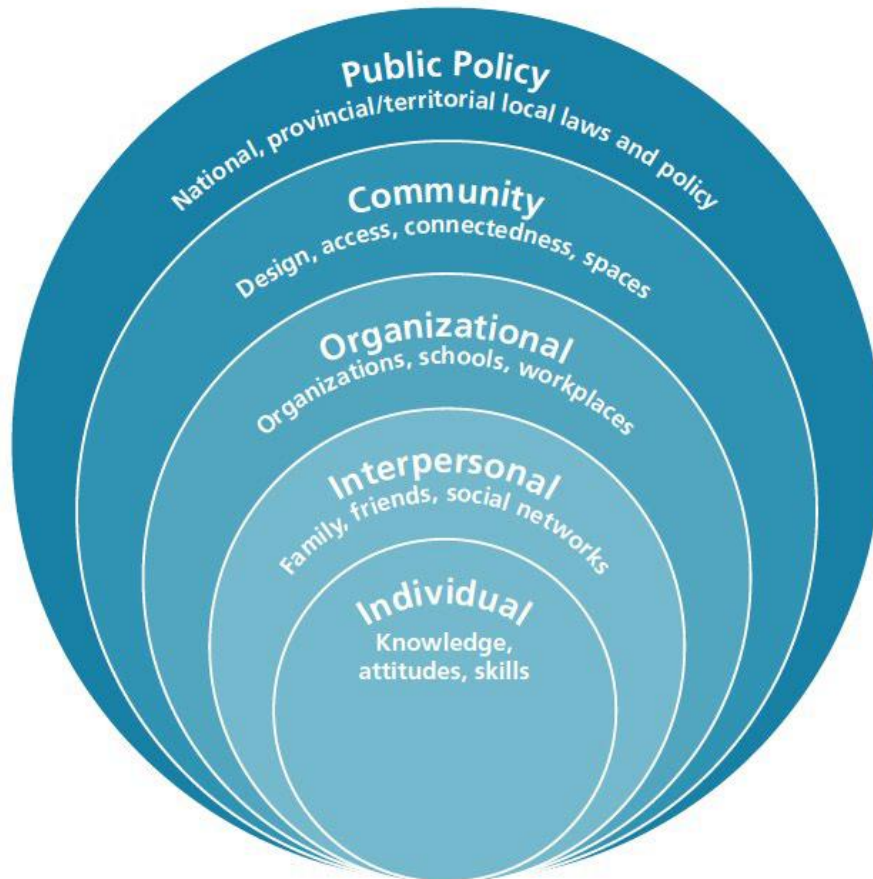 Public Policy
National, provincial/territorial local laws and policy
Community
Design, access, connectedness, spaces
Organizational
Organizations, schools, workplaces
Interpersonal
Family, friends, social networks
Individual
Knowledge,
attitudes, skills